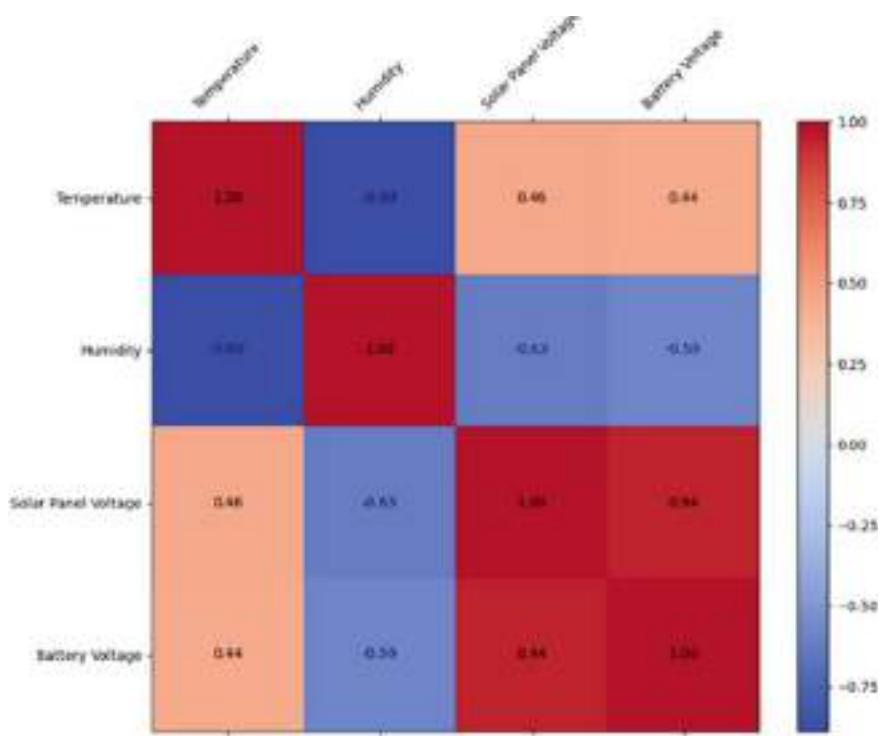 Temperature Humidity Solar Panel Voltage Battery Voltage
1.00
Temperature 1.00 0.46 0.44
0.75
0.50
Humidity 1.00 -0.63 -0.59
0.25
0.00
Solar Panel Voltage 0.46 -0.63 1.00 0.94
-0.25
-0.50
Battery Voltage 0.44 -0.59 0.94 1.00
-0.75